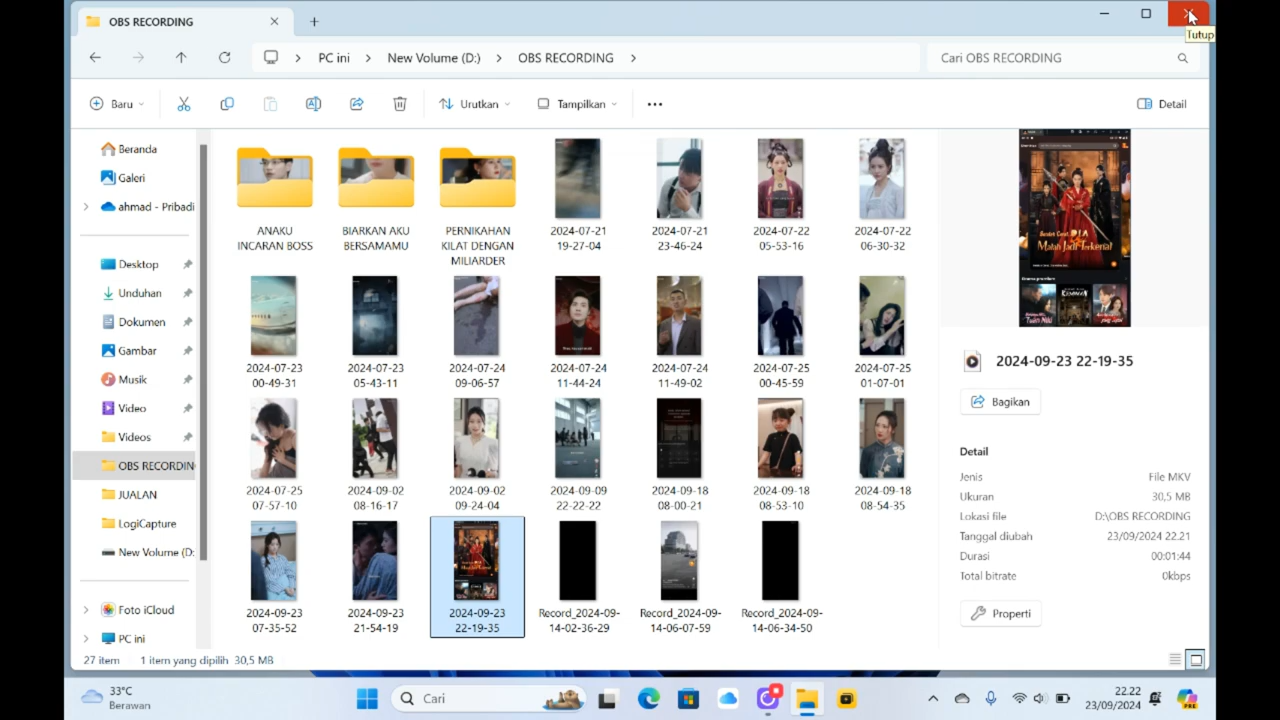 OBS RECORDING
Tutup
PC ini
New Volume (D:)
OBS RECORDING
Cari OBS RECORDING
Baru
Urutkan
Tampilkan
Detail
Beranda
Galeri
ahmad - Pribadi
Desktop
Unduhan
Dokumen
Gambar
Musik
Video
Videos
OBS RECORDIN
JUALAN
LogiCapture
New Volume (D:
Foto iCloud
PC ini
ANAKU
INCARAN BOSS
BIARKAN AKU
BERSAMAMU
PERNIKAHAN
KILAT DENGAN
MILIARDER
2024-07-21
19-27-04
2024-07-21
23-46-24
2024-07-22
05-53-16
2024-07-22
06-30-32
2024-07-23
00-49-31
2024-07-23
05-43-11
2024-07-24
09-06-57
2024-07-24
11-44-24
2024-07-24
11-49-02
2024-07-25
00-45-59
2024-07-25
01-07-01
2024-07-25
07-57-10
2024-09-02
08-16-17
2024-09-02
09-24-04
2024-09-09
22-22-22
2024-09-18
08-00-21
2024-09-18
08-53-10
2024-09-18
08-54-35
2024-09-23
07-35-52
2024-09-23
21-54-19
2024-09-23
22-19-35
Record_2024-09-
14-02-36-29
Record_2024-09-
14-06-07-59
Record_2024-09-
14-06-34-50
Malah Jadi Terkenal
2024-09-23 22-19-35
Bagikan
Detail
Jenis File MKV
Ukuran 30,5 MB
Lokasi file D:\OBS RECORDING
Tanggal diubah 23/09/2024 22.21
Durasi 00:01:44
Total bitrate 0kbps
Properti
27 item 1 item yang dipilih 30,5 MB
33°C
Berawan
Cari
22.22
23/09/2024
PRE